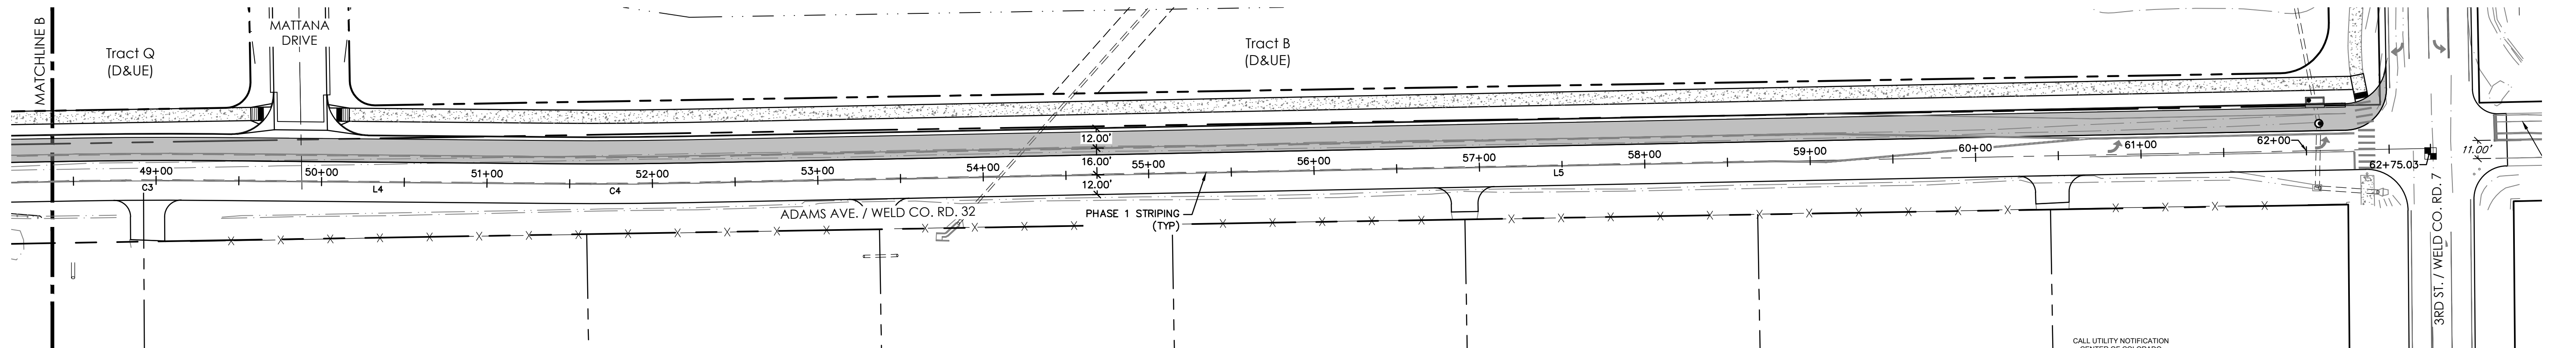 MATCHLINE B
Tract Q
(D&UE)
MATTANA
DRIVE
Tract B
(D&UE)
12.00'
16.00'
12.00'
49+00
50+00
51+00
52+00
53+00
54+00
55+00
56+00
57+00
58+00
59+00
60+00
61+00
62+00
62+75.03
11.00'
C3
L4
C4
L5
ADAMS AVE. / WELD CO. RD. 32
PHASE 1 STRIPING
(TYP)
3RD ST. / WELD CO. RD. 7
CALL UTILITY NOTIFICATION
CENTER OF COLORADO